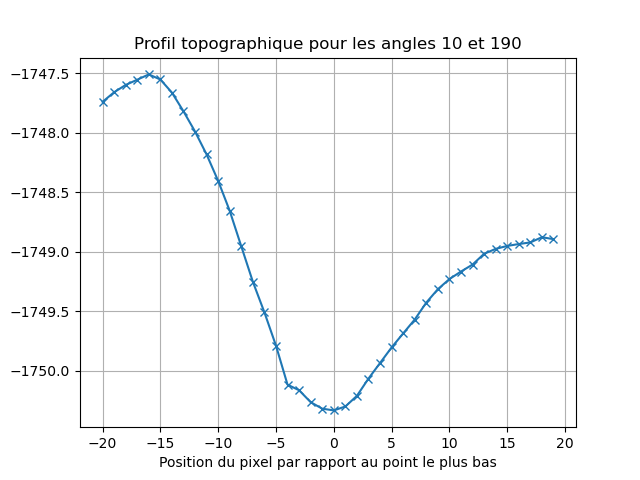 Profil topographique pour les angles 10 et 190
−1747.5
−1748.0
−1748.5
−1749.0
−1749.5
−1750.0
−20 −15 −10 −5 0 5 10 15 20
Position du pixel par rapport au point le plus bas